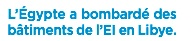 L’Égypte a bombardé des
bâtiments de l’EI en Libye.